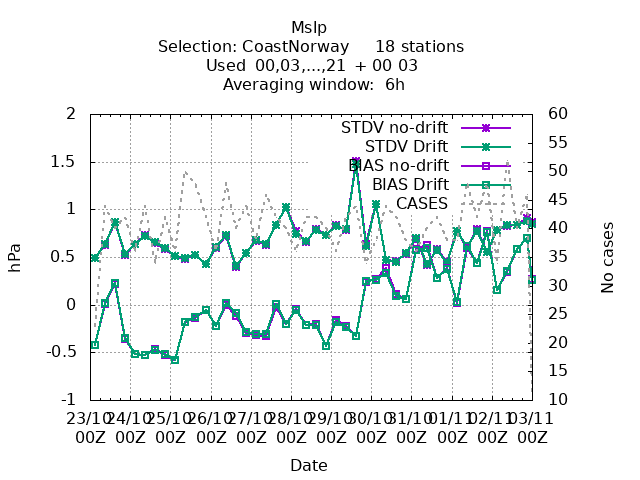 Mslp
Selection: CoastNorway 18 stations
Used 00,03,...,21 + 00 03
Averaging window: 6h
STDV no-drift
STDV Drift
BIAS no-drift
BIAS Drift
CASES
hPa
2
1.5
1
0.5
0
-0.5
-1
No cases
60
55
50
45
40
35
30
25
20
15
10
23/10 24/10 25/10 26/10 27/10 28/10 29/10 30/10 31/10 01/11 02/11 03/11
00Z 00Z 00Z 00Z 00Z 00Z 00Z 00Z 00Z 00Z 00Z 00Z
Date